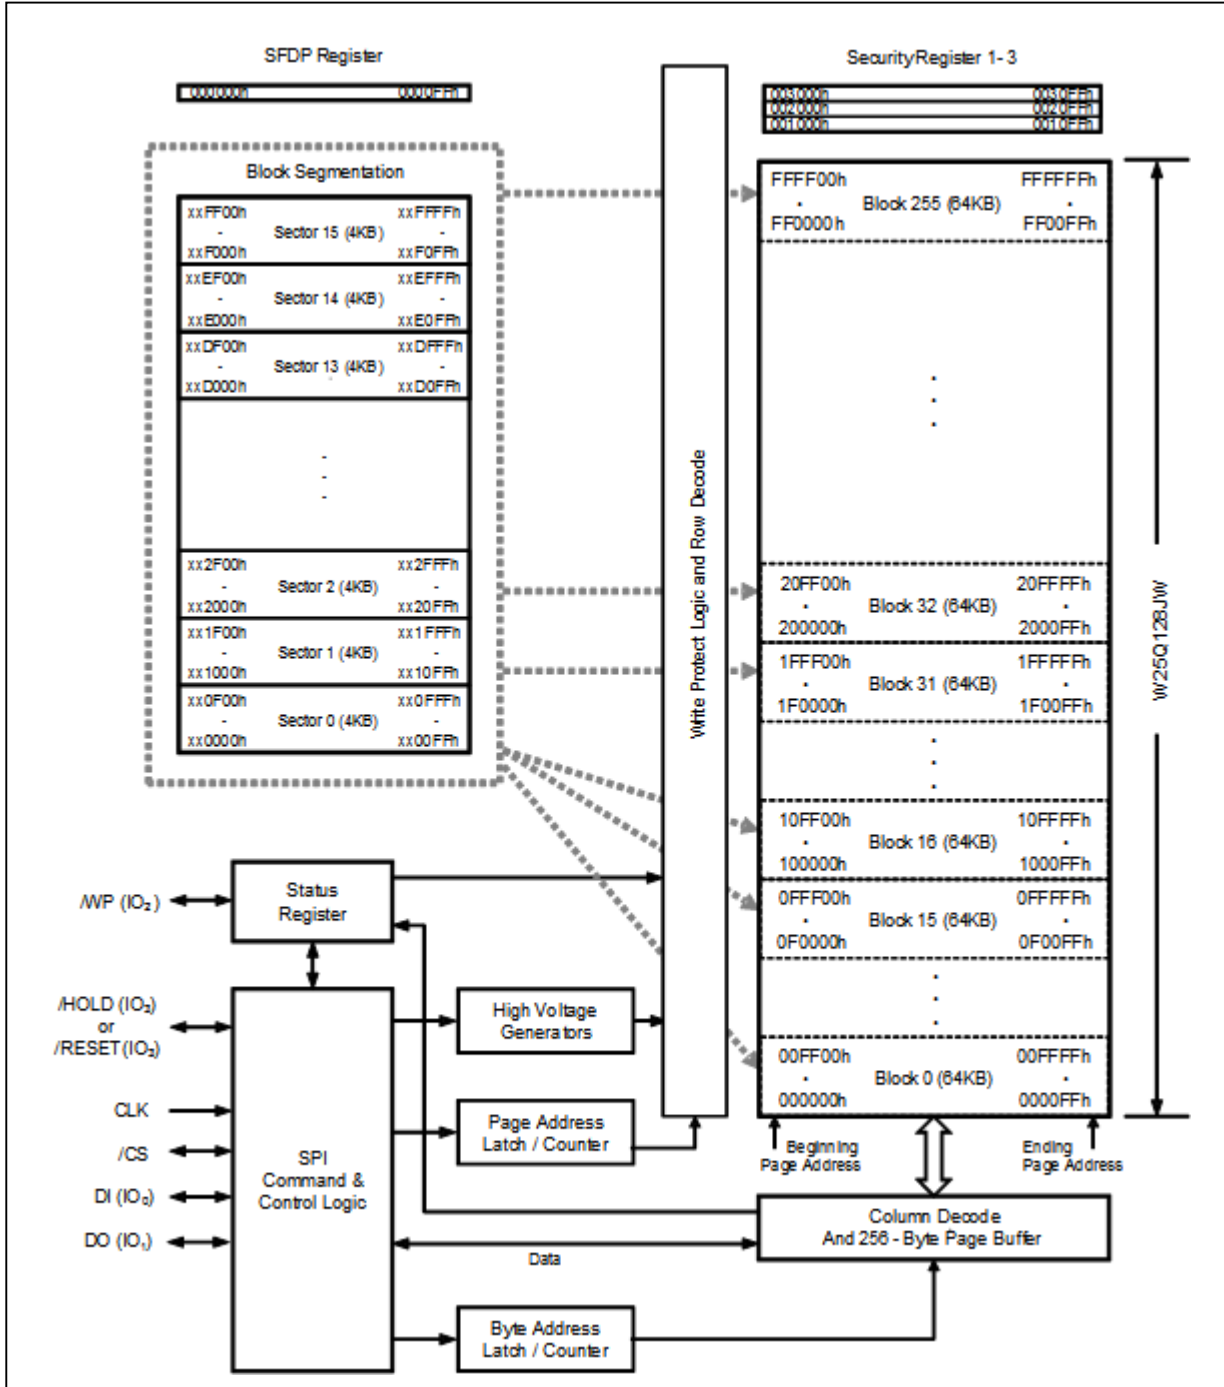 SFDP Register
000000h 0000FFh
Block Segmentation
xxFF00h xxFFFFh
- Sector 15 (4KB) -
xxF000h xxF0FFh
xxEF00h xxEFFFh
- Sector 14 (4KB) -
xxE000h xxE0FFh
xxDF00h xxDFFFh
- Sector 13 (4KB) -
xxD000h xxD0FFh
-
-
-
xx2F00h xx2FFFh
- Sector 2 (4KB) -
xx2000h xx20FFh
xx1F00h xx1FFFh
- Sector 1 (4KB) -
xx1000h xx10FFh
xx0F00h xx0FFFh
- Sector 0 (4KB) -
xx0000h xx00FFh
Write Protect Logic and Row Decode
Security Register 1-3
003000h 0030FFh
002000h 0020FFh
001000h 0010FFh
FFFF00h FFFFFFh
. Block 255 (64KB) .
FF0000h FF00FFh
.
.
.
20FF00h 20FFFFh
. Block 32 (64KB) .
200000h 2000FFh
1FFF00h 1FFFFFh
. Block 31 (64KB) .
1F0000h 1F00FFh
.
.
.
10FF00h 10FFFFh
. Block 16 (64KB) .
100000h 1000FFh
0FFF00h 0FFFFFh
. Block 15 (64KB) .
0F0000h 0F00FFh
.
.
.
00FF00h 00FFFFh
. Block 0 (64KB) .
000000h 0000FFh
W25Q128JW
Beginning
Page Address
Ending
Page Address
/WP (IO₂)
Status
Register
/HOLD (IO₃)
or
/RESET (IO₃)
CLK
/CS
DI (IO₀)
DO (IO₁)
SPI
Command &
Control Logic
High Voltage
Generators
Page Address
Latch / Counter
Column Decode
And 256 - Byte Page Buffer
Data
Byte Address
Latch / Counter